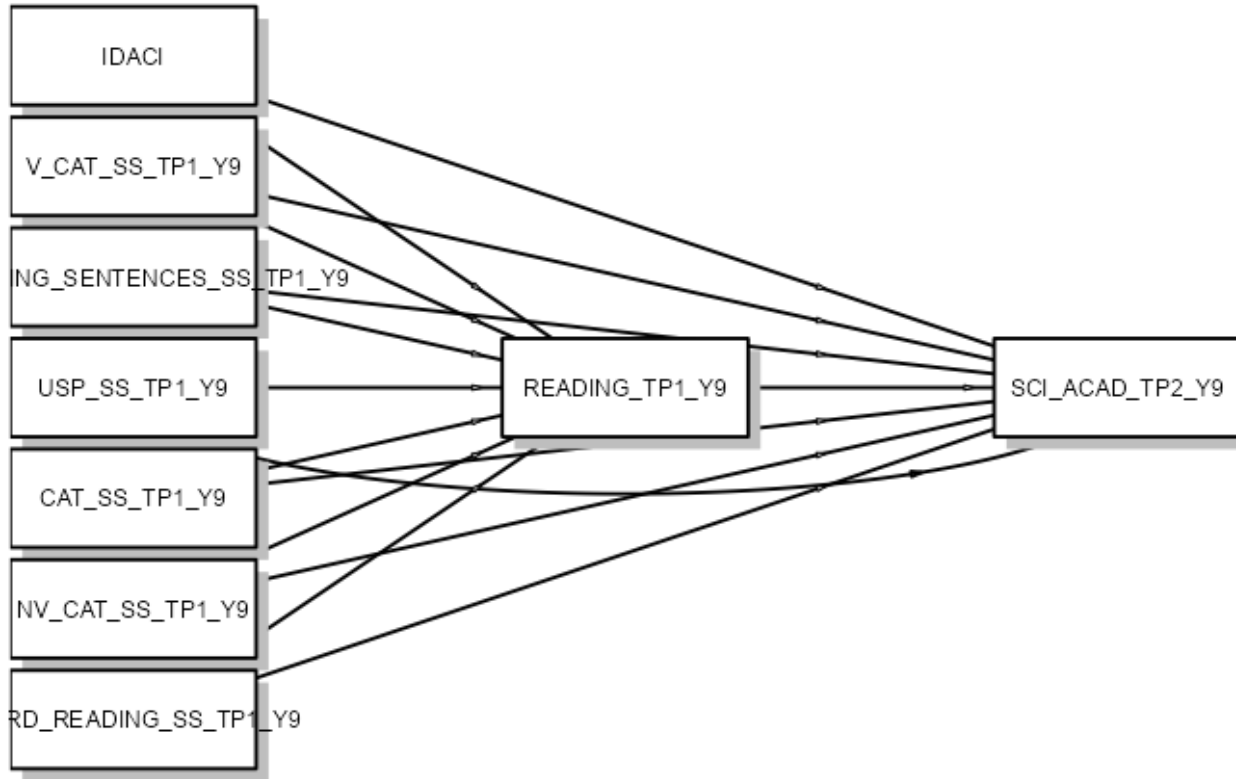 IDACI
V_CAT_SS_TP1_Y9
ING_SENTENCES_SS_TP1_Y9
USP_SS_TP1_Y9
READING_TP1_Y9
SCI_ACAD_TP2_Y9
CAT_SS_TP1_Y9
NV_CAT_SS_TP1_Y9
RD_READING_SS_TP1_Y9